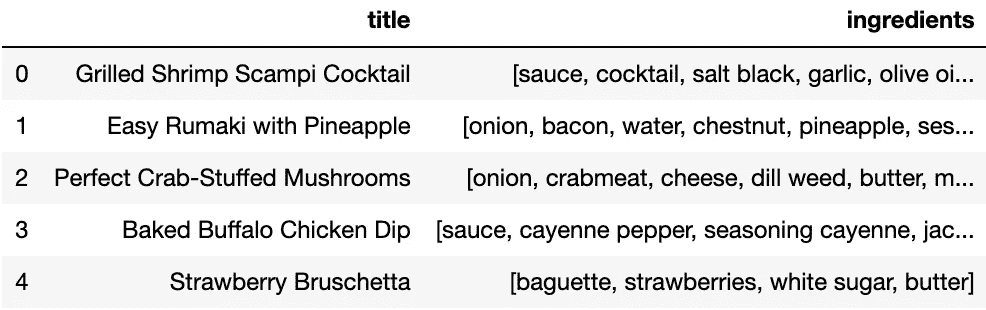 title ingredients
0 Grilled Shrimp Scampi Cocktail [sauce, cocktail, salt black, garlic, olive oi...
1 Easy Rumaki with Pineapple [onion, bacon, water, chestnut, pineapple, ses...
2 Perfect Crab-Stuffed Mushrooms [onion, crabmeat, cheese, dill weed, butter, m...
3 Baked Buffalo Chicken Dip [sauce, cayenne pepper, seasoning cayenne, jac...
4 Strawberry Bruschetta [baguette, strawberries, white sugar, butter]